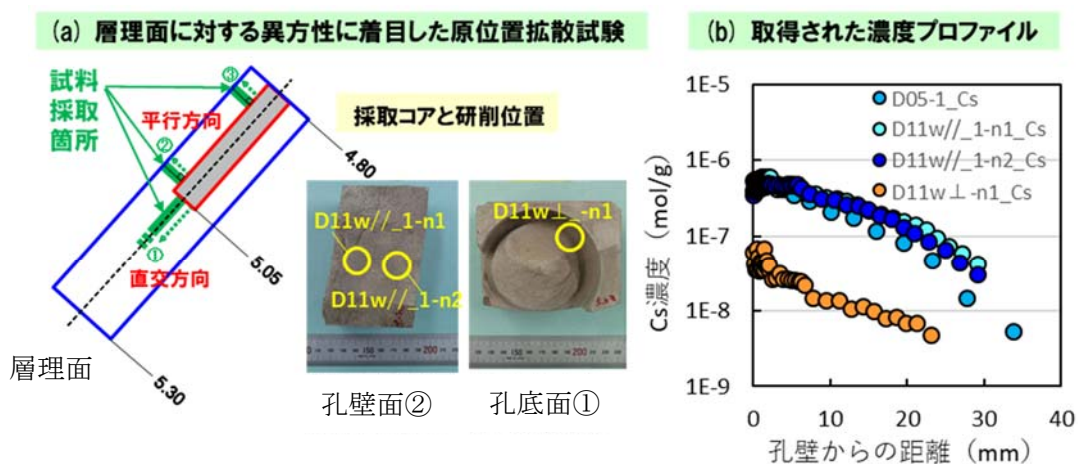 (a) 層理面に対する異方性に着目した原位置拡散試験
試料
採取
箇所
③
平行方向
②
①
直交方向
4.80
5.05
5.30
層理面
採取コアと研削位置
D11w//_1-n1
D11w//_1-n2
150
200
孔壁面②
D11w⊥_-n1
150
200
孔底面①
(b) 取得された濃度プロファイル
D05-1_Cs
D11w//_1-n1_Cs
D11w//_1-n2_Cs
D11w⊥-n1_Cs
Cs濃度（mol/g）
1E-5
1E-6
1E-7
1E-8
1E-9
0 10 20 30 40
孔壁からの距離（mm）